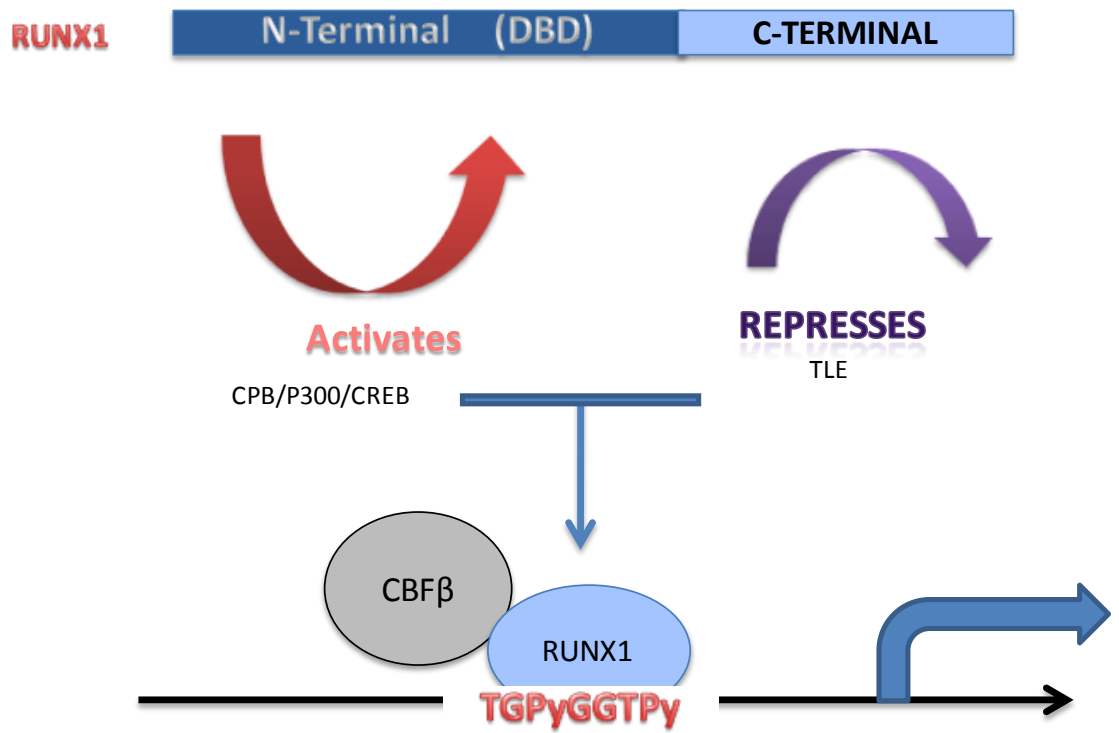 RUNX1
N-Terminal (DBD)
C-TERMINAL
Activates
CPB/P300/CREB
REPRESSES
TLE
CBFβ
RUNX1
TGPyGGTPy